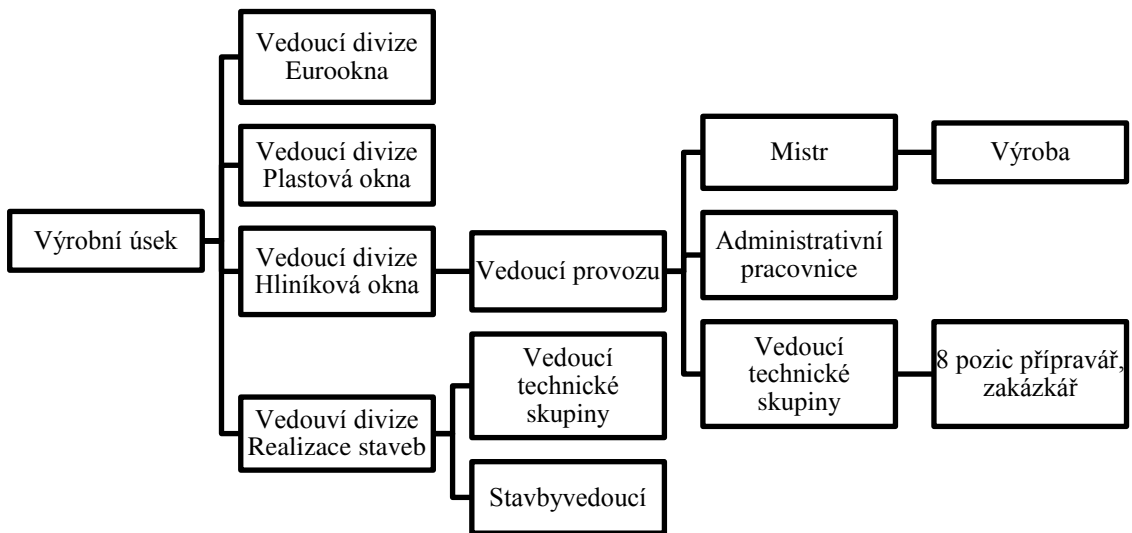 Výrobní úsek
Vedoucí divize
Eurookna
Vedoucí divize
Plastová okna
Vedoucí divize
Hliníková okna
Vedouví divize
Realizace staveb
Vedoucí provozu
Vedoucí
technické
skupiny
Stavbyvedoucí
Mistr
Administrativní
pracovnice
Vedoucí
technické
skupiny
Výroba
8 pozic přípravář,
zakázkář